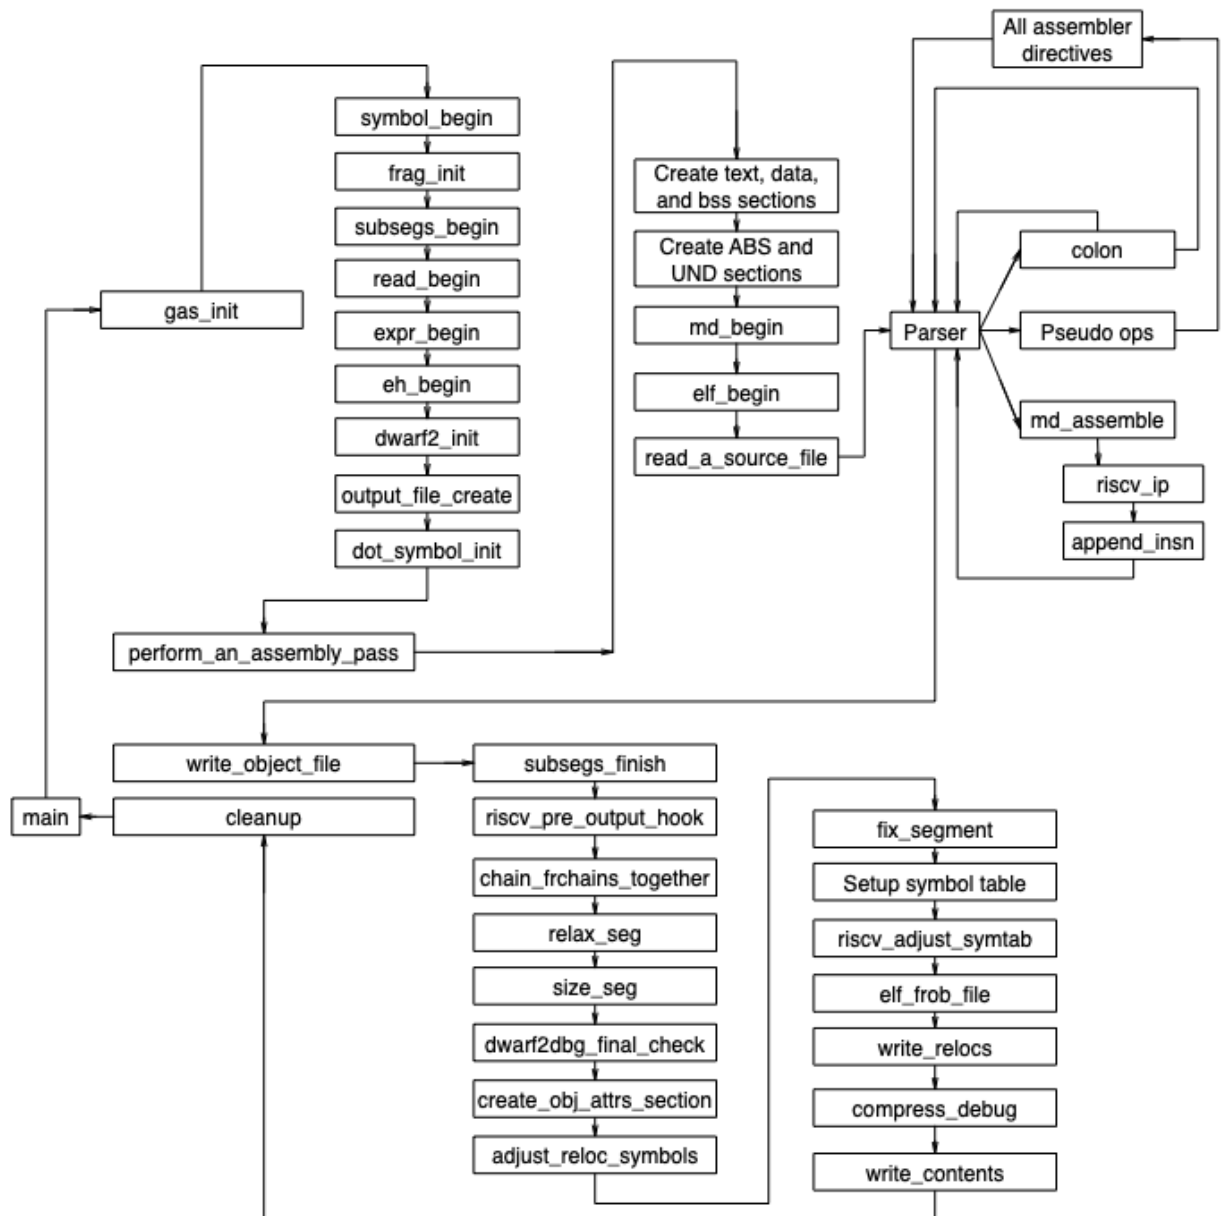 All assembler
directives
symbol_begin
frag_init
subsegs_begin
read_begin
expr_begin
eh_begin
dwarf2_init
output_file_create
dot_symbol_init
gas_init
perform_an_assembly_pass
Create text, data,
and bss sections
Create ABS and
UND sections
md_begin
elf_begin
read_a_source_file
Parser
colon
Pseudo ops
md_assemble
riscv_ip
append_insn
write_object_file
cleanup
main
subsegs_finish
riscv_pre_output_hook
chain_frchains_together
relax_seg
size_seg
dwarf2dbg_final_check
create_obj_attrs_section
adjust_reloc_symbols
fix_segment
Setup symbol table
riscv_adjust_symtab
elf_frob_file
write_relocs
compress_debug
write_contents